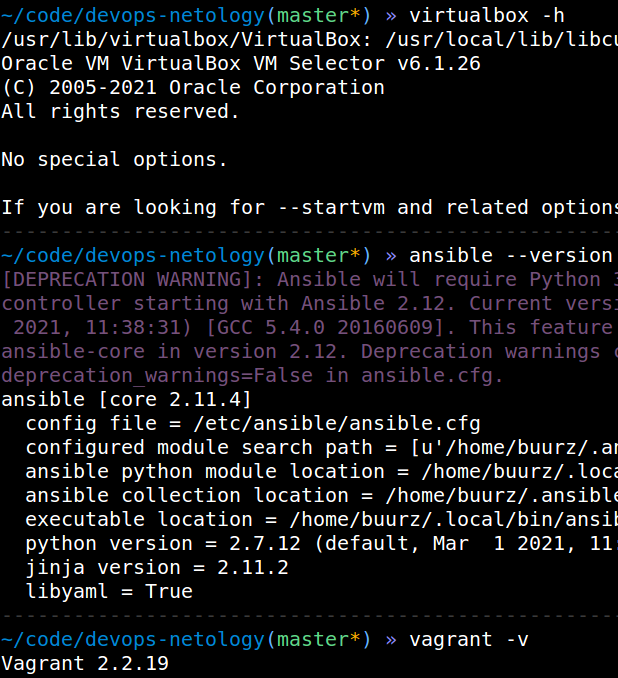 ~/code/devops-netology(master*) » virtualbox -h
/usr/lib/virtualbox/VirtualBox: /usr/local/lib/libcu
Oracle VM VirtualBox VM Selector v6.1.26
(C) 2005-2021 Oracle Corporation
All rights reserved.
No special options.
If you are looking for --startvm and related options
~/code/devops-netology(master*) » ansible --version
[DEPRECATION WARNING]: Ansible will require Python 3
controller starting with Ansible 2.12. Current versi
2021, 11:38:31) [GCC 5.4.0 20160609]. This feature
ansible-core in version 2.12. Deprecation warnings c
deprecation_warnings=False in ansible.cfg.
ansible [core 2.11.4]
config file = /etc/ansible/ansible.cfg
configured module search path = [u'/home/buurz/.an
ansible python module location = /home/buurz/.loca
ansible collection location = /home/buurz/.ansible
executable location = /home/buurz/.local/bin/ansib
python version = 2.7.12 (default, Mar  1 2021, 11:
jinja version = 2.11.2
libyaml = True
~/code/devops-netology(master*) » vagrant -v
Vagrant 2.2.19